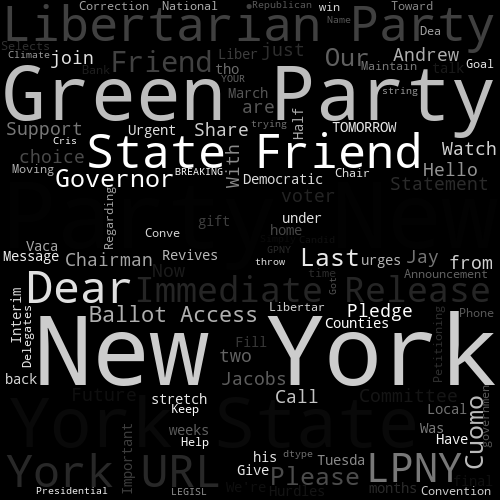 Correction National Republican win Toward
Libertarian Party
Name Dea
Selects Liber just Our Andrew
Climate join Friend Maintain talk Goal
Bank tho YOUR
Green Party
March are string
Support Urgent Share trying Half TOMORROW
Cris
choice State Friend Watch
Moving Governor BREAKING With Democratic Chair Hello
Statement
Regarding voter
gift under
Conve home
GPNY
Vaca Chairman Revives Last urges Jay from
Message throw
Now time Announcement
Dear Immediate Release
Got
Interim Ballot Access Libertar Pledge Phone
Delegates Counties
Fill Petitioning
New York
two
back Jacobs
Future stretch Call Committee
Keep Local
York State Cuomo
weeks Was government
Important Help Have
his dtype Tuesda
York URL Give Please LPNY
We're months final
Presidential LEGISL Hurdles Convention